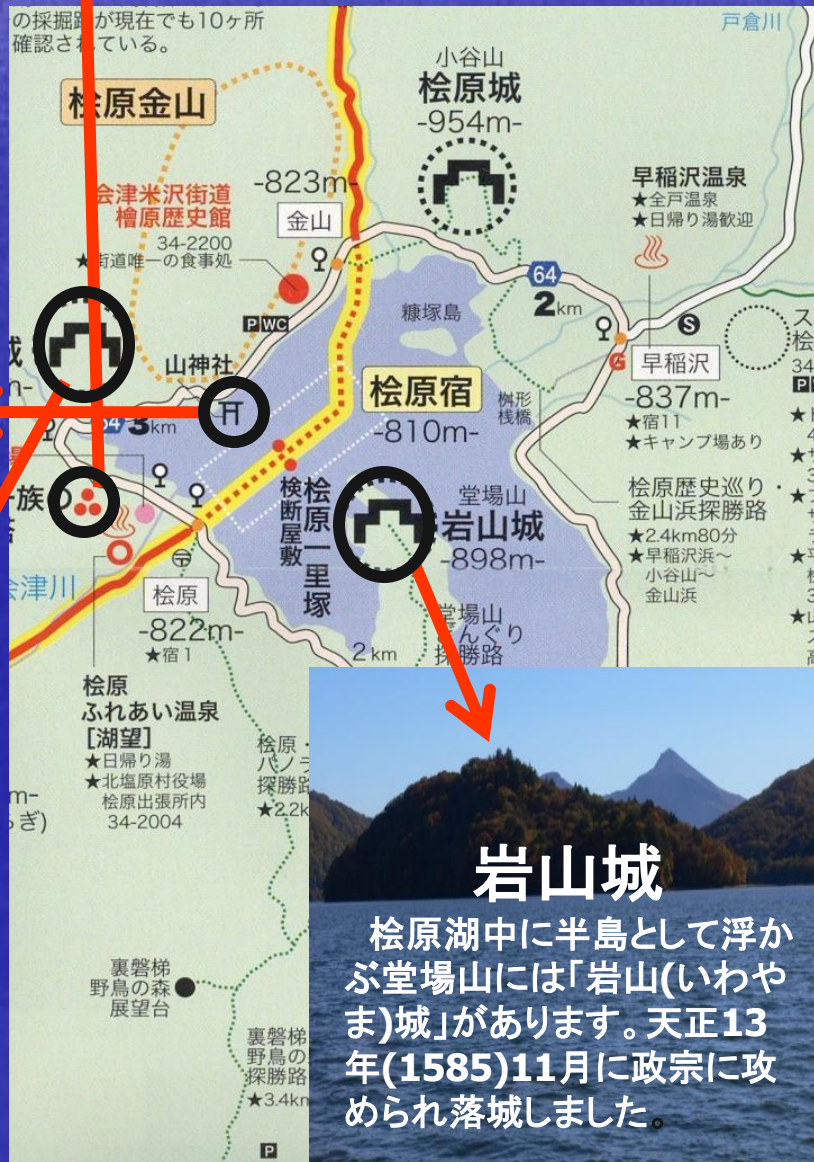 の採掘跡が現在でも10ヶ所
確認されている。
戸倉川
小谷山
桧原城
-954m-
桧原金山
会津米沢街道
檜原歴史館
34-2200
★街道唯一の食事処
-823m-
金山
早稲沢温泉
★全戸温泉
★日帰り湯歓迎
64
2km
糠塚島
P WC
S
G
早稲沢
-837m-
★宿11
★キャンプ場あり
山神社
64 3km
桧原宿
-810m-
桝形
桟橋
桧原一里塚
検断屋敷
堂場山
岩山城
-898m-
桧原歴史巡り・
金山浜探勝路
★2.4km80分
★早稲沢浜~
小谷山~
金山浜
桧原
-822m-
★宿1
2km
堂場山
どんぐり
探勝路
桧原
ふれあい温泉
[湖望]
★日帰り湯
★北塩原村役場
桧原出張所内
34-2004
桧原・
パノラ
探勝路
★2.2k
裏磐梯
野鳥の森
展望台
裏磐梯
野鳥の
探勝路
★3.4km
P
岩山城
桧原湖中に半島として浮か
ぶ堂場山には「岩山(いわや
ま)城」があります。天正13
年(1585)11月に政宗に攻
められ落城しました。